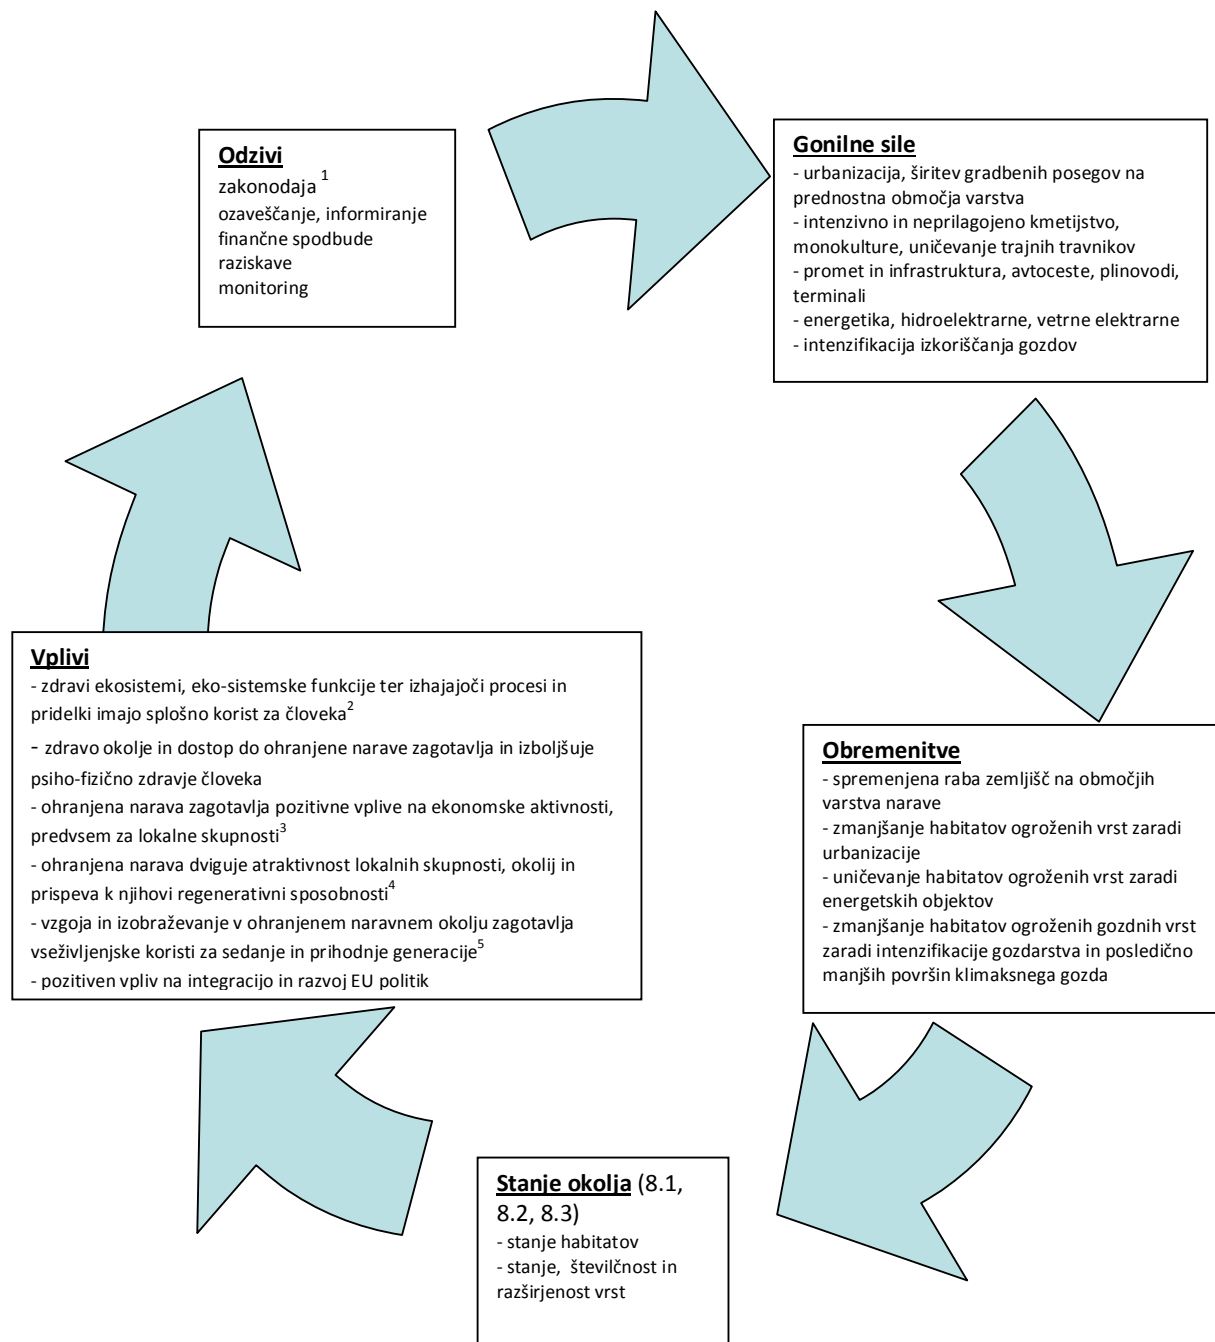 Odzivi
zakonodaja 1
ozaveščanje, informiranje
finančne spodbude
raziskave
monitoring
Gonilne sile
- urbanizacija, širitev gradbenih posegov na
prednostna območja varstva
- intenzivno in neprilagojeno kmetijstvo,
monokulture, uničevanje trajnih travnikov
- promet in infrastruktura, avtoceste, plinovodi,
terminali
- energetika, hidroelektrarne, vetrne elektrarne
- intenzifikacija izkoriščanja gozdov
Obremenitve
- spremenjena raba zemljišč na območjih
varstva narave
- zmanjšanje habitatov ogroženih vrst zaradi
urbanizacije
- uničevanje habitatov ogroženih vrst zaradi
energetskih objektov
- zmanjšanje habitatov ogroženih gozdnih vrst
zaradi intenzifikacije gozdarstva in posledično
manjših površin klimaksnega gozda
Stanje okolja (8.1,
8.2, 8.3)
- stanje habitatov
- stanje, številčnost in
razširjenost vrst
Vplivi
- zdravi ekosistemi, eko-sistemske funkcije ter izhajajoči procesi in
pridelki imajo splošno korist za človeka2
- zdravo okolje in dostop do ohranjene narave zagotavlja in izboljšuje
psiho-fizično zdravje človeka
- ohranjena narava zagotavlja pozitivne vplive na ekonomske aktivnosti,
predvsem za lokalne skupnosti3
- ohranjena narava dviguje atraktivnost lokalnih skupnosti, okolij in
prispeva k njihovi regenerativni sposobnosti4
- vzgoja in izobraževanje v ohranjenem naravnem okolju zagotavlja
vseživljenjske koristi za sedanje in prihodnje generacije5
- pozitiven vpliv na integracijo in razvoj EU politik